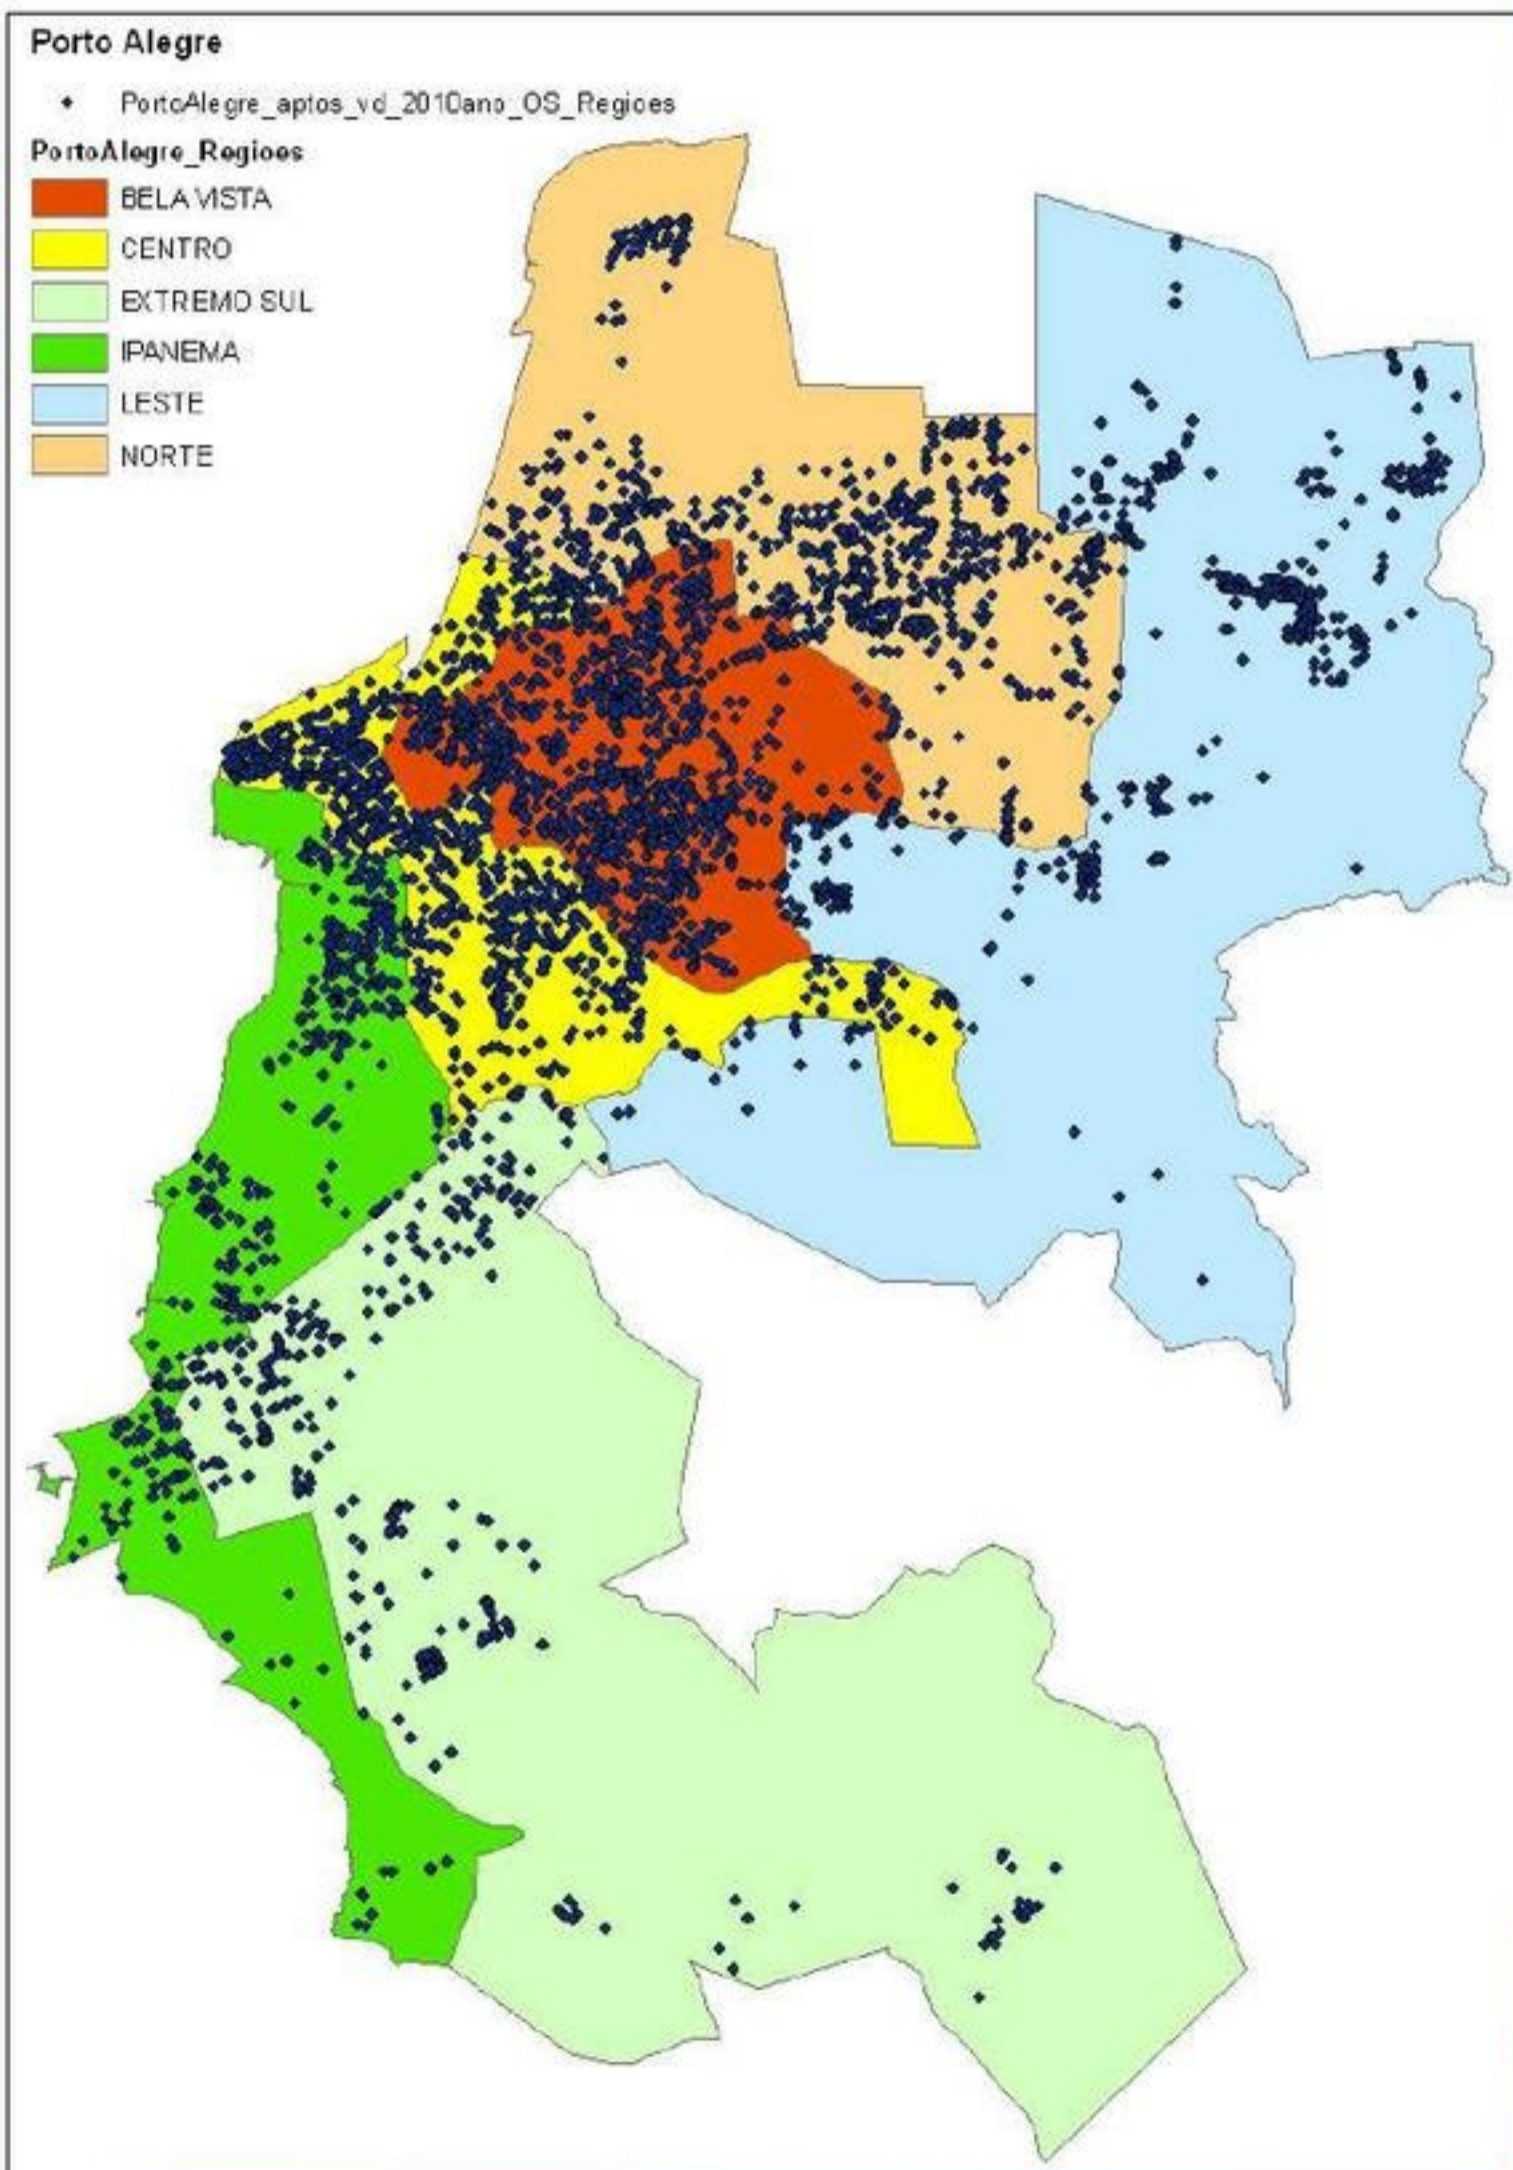 Porto Alegre
PortoAlegre_aptos_vd_2010ano_OS_Regioes
PortoAlegre_Regioes
BELA VISTA
CENTRO
EXTREMO SUL
IPANEMA
LESTE
NORTE